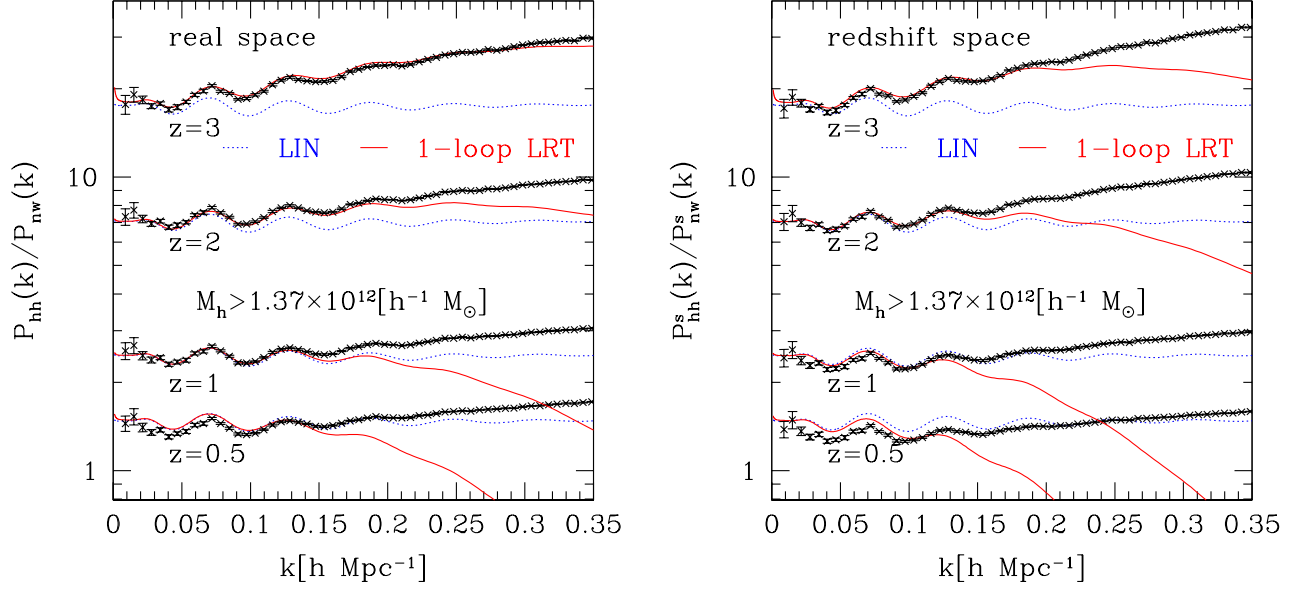 real space
z=3
LIN 1−loop LRT
10
z=2
M_h>1.37×10^12[h^−1 M_⊙]
z=1
z=0.5
1
0 0.05 0.1 0.15 0.2 0.25 0.3 0.35
k[h Mpc^−1]
P_hh(k)/P_nw(k)
redshift space
z=3
LIN 1−loop LRT
10
z=2
M_h>1.37×10^12[h^−1 M_⊙]
z=1
z=0.5
1
0 0.05 0.1 0.15 0.2 0.25 0.3 0.35
k[h Mpc^−1]
P^s_hh(k)/P^s_nw(k)